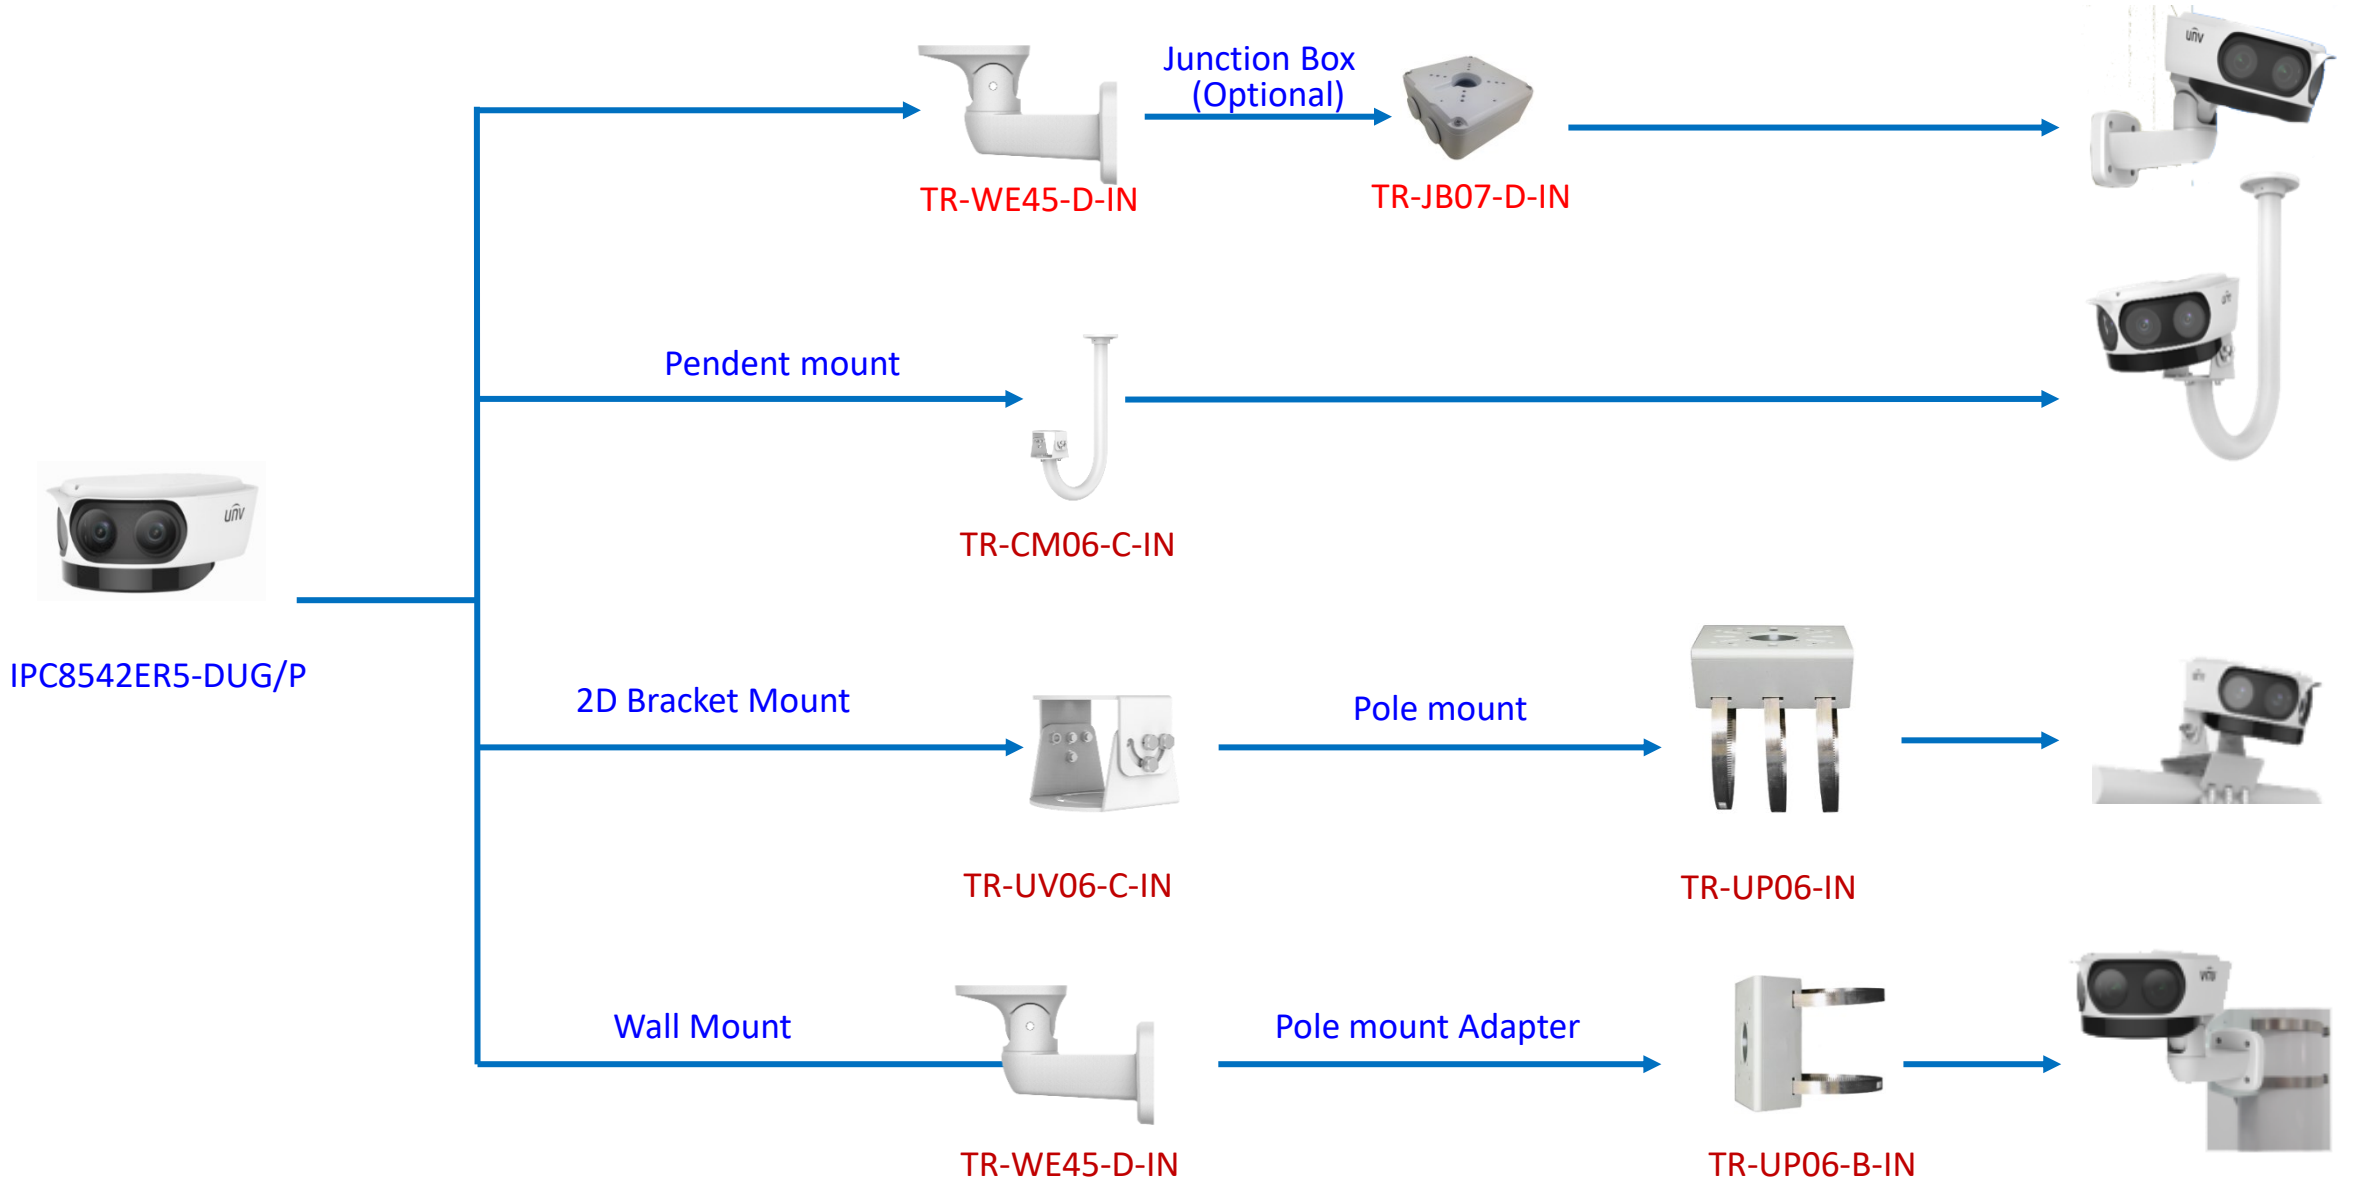 Junction Box
(Optional)
unv
TR-WE45-D-IN
TR-JB07-D-IN
Pendent mount
unv
TR-CM06-C-IN
IPC8542ER5-DUG/P
2D Bracket Mount
Pole mount
TR-UV06-C-IN
TR-UP06-IN
Wall Mount
Pole mount Adapter
TR-WE45-D-IN
TR-UP06-B-IN